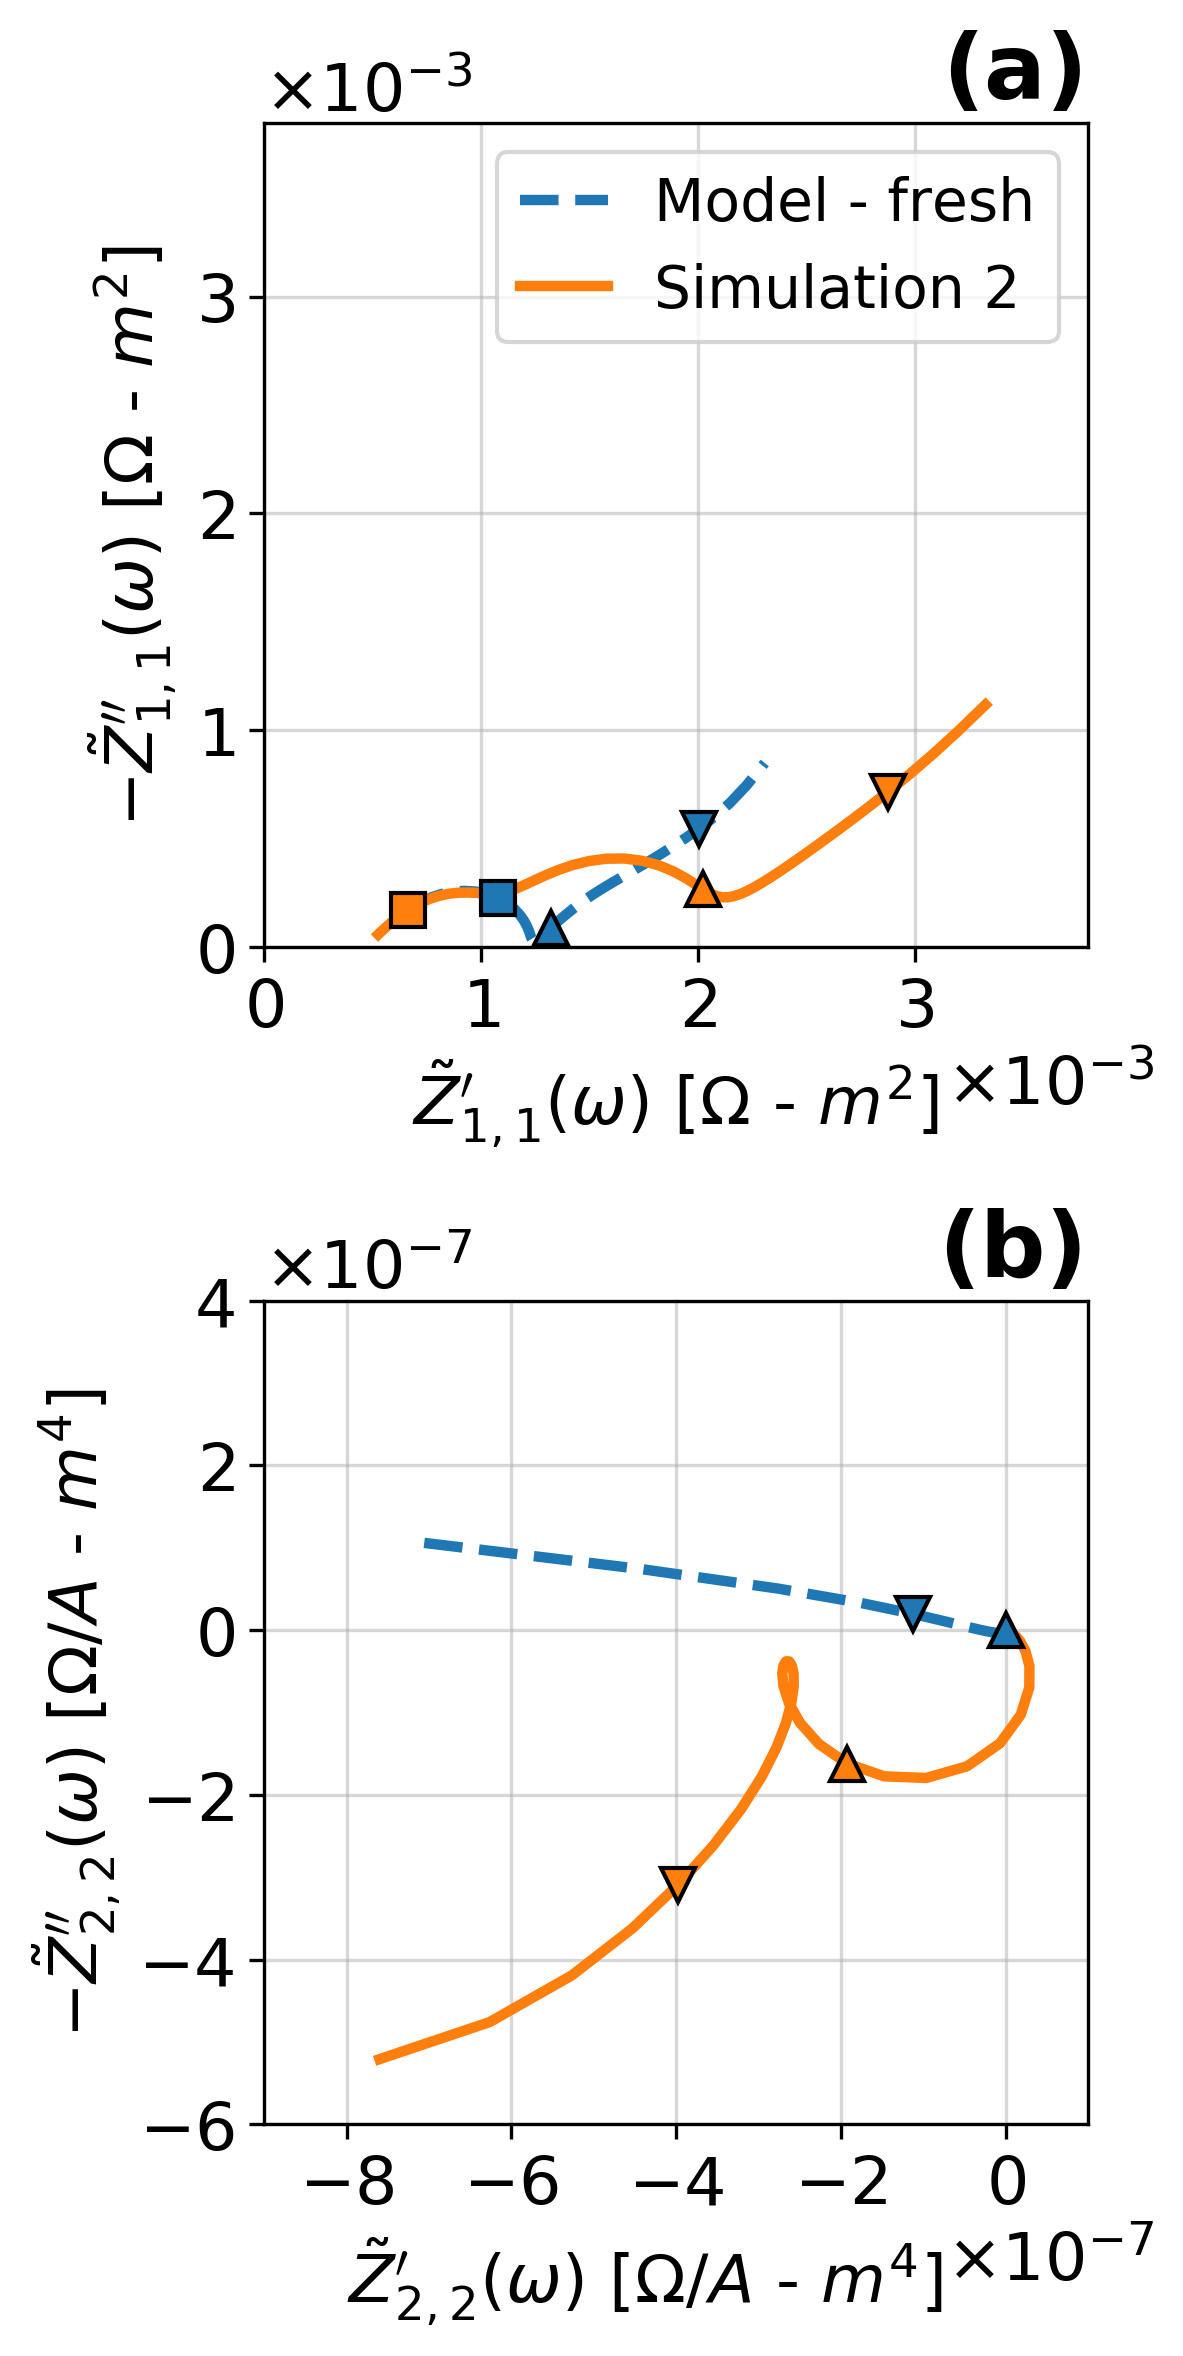 (a)
×10⁻³
Model - fresh
Simulation 2
3
2
1
0
−Z̃″₁,₁(ω) [Ω - m²]
0 1 2 3
Z̃′₁,₁(ω) [Ω - m²]
×10⁻³
(b)
×10⁻⁷
4
2
0
−2
−4
−6
−Z̃″₂,₂(ω) [Ω/A - m⁴]
−8 −6 −4 −2 0
Z̃′₂,₂(ω) [Ω/A - m⁴]
×10⁻⁷